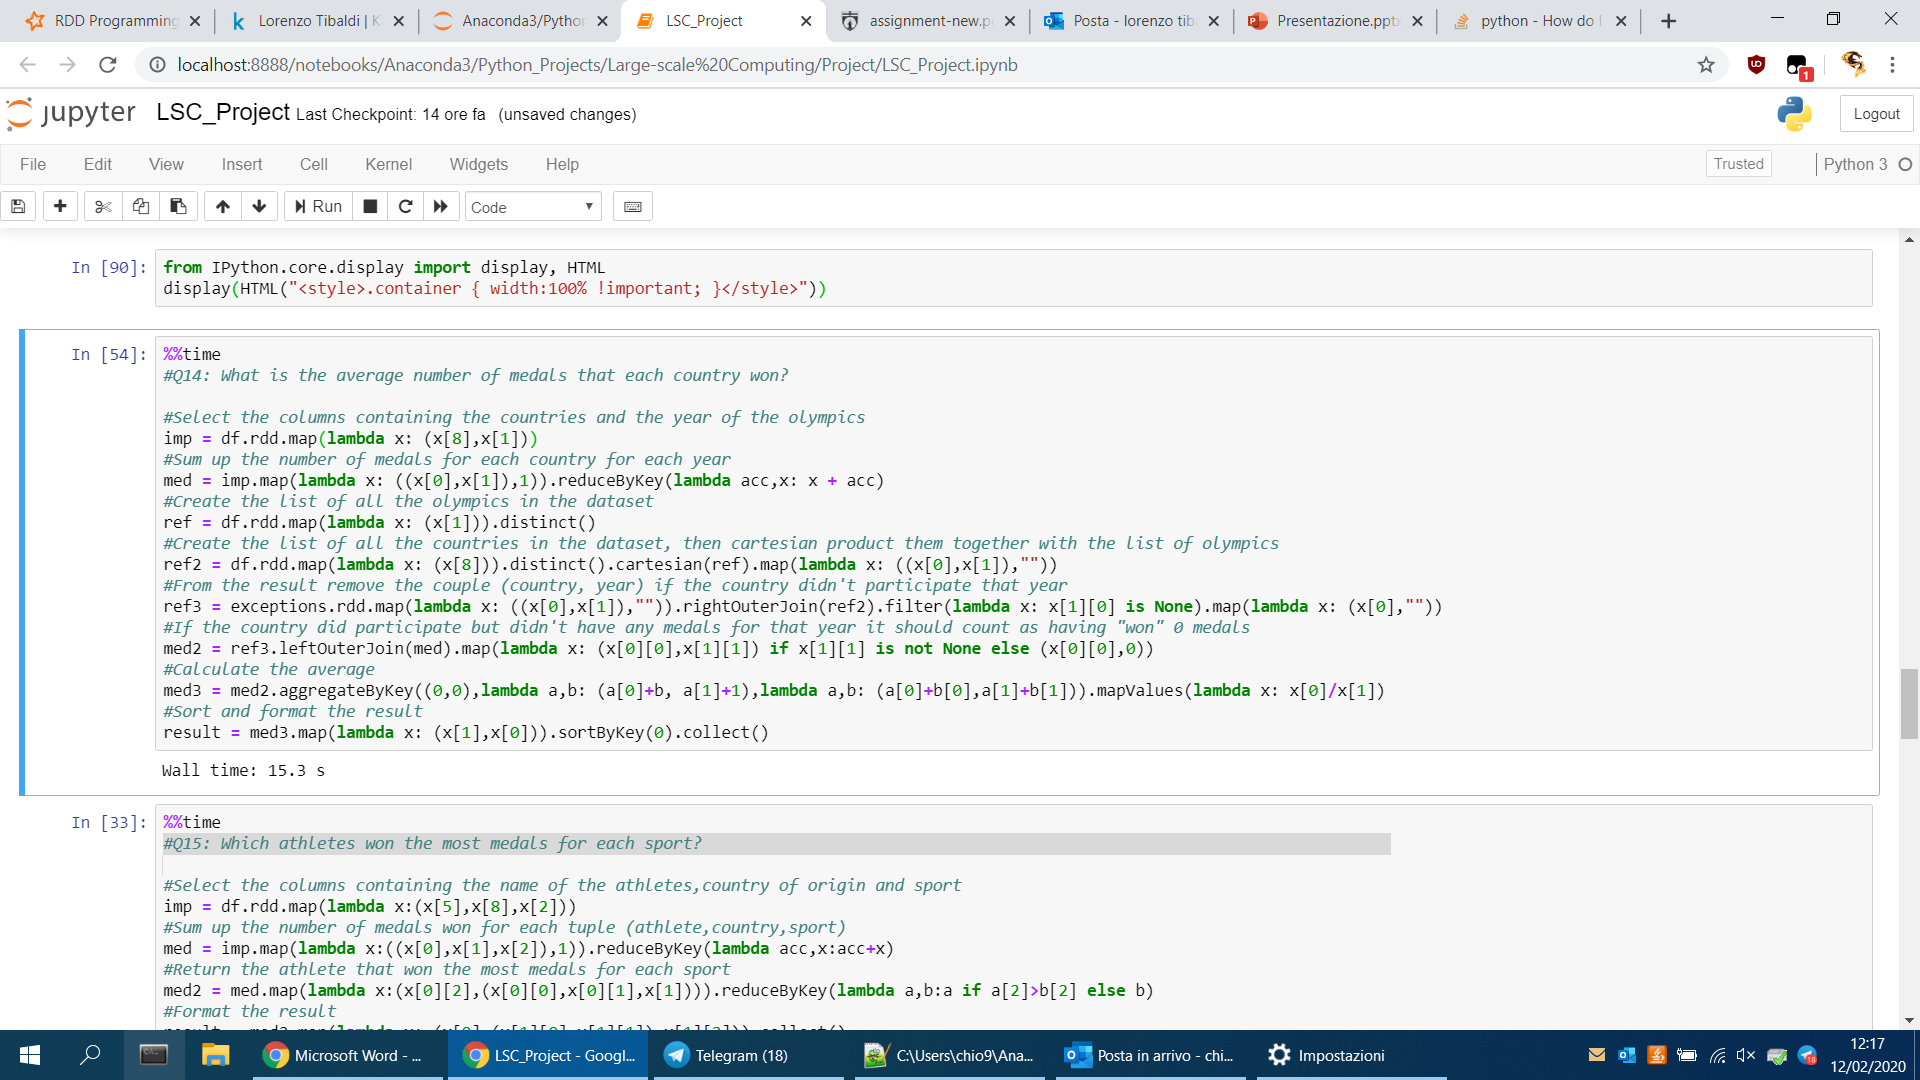 RDD Programming
Lorenzo Tibaldi | K
Anaconda3/Python
LSC_Project
assignment-new.p
Posta - lorenzo tib
Presentazione.pptx
python - How do
localhost:8888/notebooks/Anaconda3/Python_Projects/Large-scale%20Computing/Project/LSC_Project.ipynb
1
jupyter LSC_Project Last Checkpoint: 14 ore fa (unsaved changes)
Logout
File Edit View Insert Cell Kernel Widgets Help
Trusted
Python 3
Run
Code
In [90]: from IPython.core.display import display, HTML
display(HTML("<style>.container { width:100% !important; }</style>"))
In [54]: %%time
#Q14: What is the average number of medals that each country won?
#Select the columns containing the countries and the year of the olympics
imp = df.rdd.map(lambda x: (x[8],x[1]))
#Sum up the number of medals for each country for each year
med = imp.map(lambda x: ((x[0],x[1]),1)).reduceByKey(lambda acc,x: x + acc)
#Create the list of all the olympics in the dataset
ref = df.rdd.map(lambda x: (x[1])).distinct()
#Create the list of all the countries in the dataset, then cartesian product them together with the list of olympics
ref2 = df.rdd.map(lambda x: (x[8])).distinct().cartesian(ref).map(lambda x: ((x[0],x[1]),""))
#From the result remove the couple (country, year) if the country didn't participate that year
ref3 = exceptions.rdd.map(lambda x: ((x[0],x[1]),"")).rightOuterJoin(ref2).filter(lambda x: x[1][0] is None).map(lambda x: (x[0],""))
#If the country did participate but didn't have any medals for that year it should count as having "won" 0 medals
med2 = ref3.leftOuterJoin(med).map(lambda x: (x[0][0],x[1][1]) if x[1][1] is not None else (x[0][0],0))
#Calculate the average
med3 = med2.aggregateByKey((0,0),lambda a,b: (a[0]+b, a[1]+1),lambda a,b: (a[0]+b[0],a[1]+b[1])).mapValues(lambda x: x[0]/x[1])
#Sort and format the result
result = med3.map(lambda x: (x[1],x[0])).sortByKey(0).collect()
Wall time: 15.3 s
In [33]: %%time
#Q15: Which athletes won the most medals for each sport?
#Select the columns containing the name of the athletes,country of origin and sport
imp = df.rdd.map(lambda x:(x[5],x[8],x[2]))
#Sum up the number of medals won for each tuple (athlete,country,sport)
med = imp.map(lambda x:((x[0],x[1],x[2]),1)).reduceByKey(lambda acc,x:acc+x)
#Return the athlete that won the most medals for each sport
med2 = med.map(lambda x:(x[0][2],(x[0][0],x[0][1],x[1]))).reduceByKey(lambda a,b:a if a[2]>b[2] else b)
#Format the result
Microsoft Word - ...
LSC_Project - Googl...
Telegram (18)
C:\Users\chio9\Ana...
Posta in arrivo - chi...
Impostazioni
12:17
12/02/2020